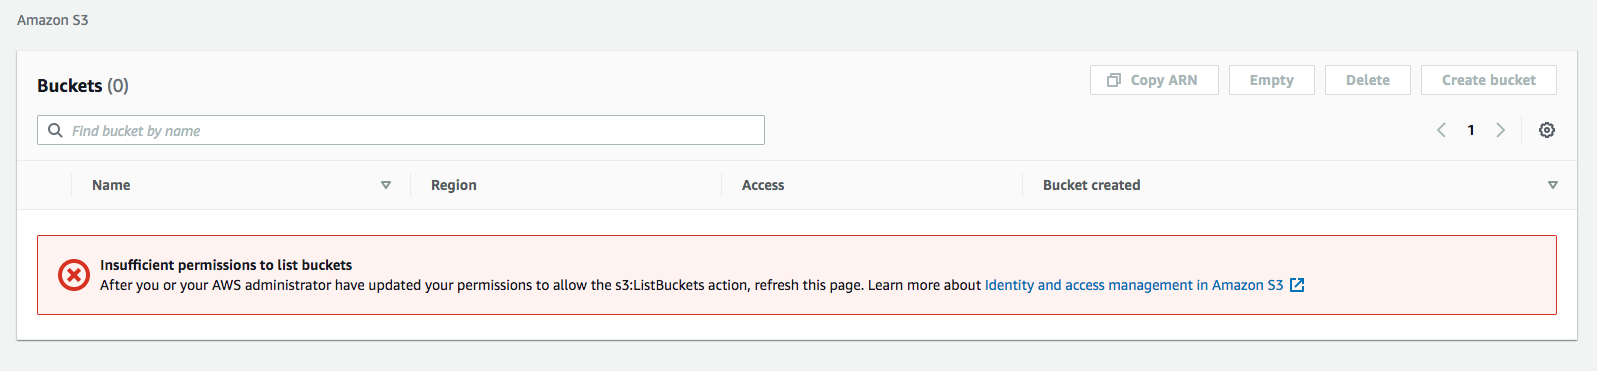 Amazon S3
Buckets (0)
Copy ARN
Empty
Delete
Create bucket
Find bucket by name
1
Name
Region
Access
Bucket created
Insufficient permissions to list buckets
After you or your AWS administrator have updated your permissions to allow the s3:ListBuckets action, refresh this page. Learn more about Identity and access management in Amazon S3